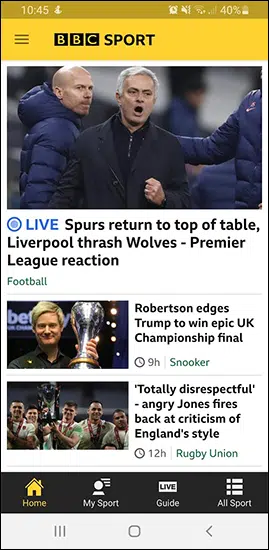 10:45 40%
BBC SPORT
LIVE Spurs return to top of table,
Liverpool thrash Wolves - Premier
League reaction
Football
Robertson edges
Trump to win epic UK
Championship final
9h Snooker
'Totally disrespectful'
- angry Jones fires
back at criticism of
England's style
12h Rugby Union
LIVE
Home My Sport Guide All Sport